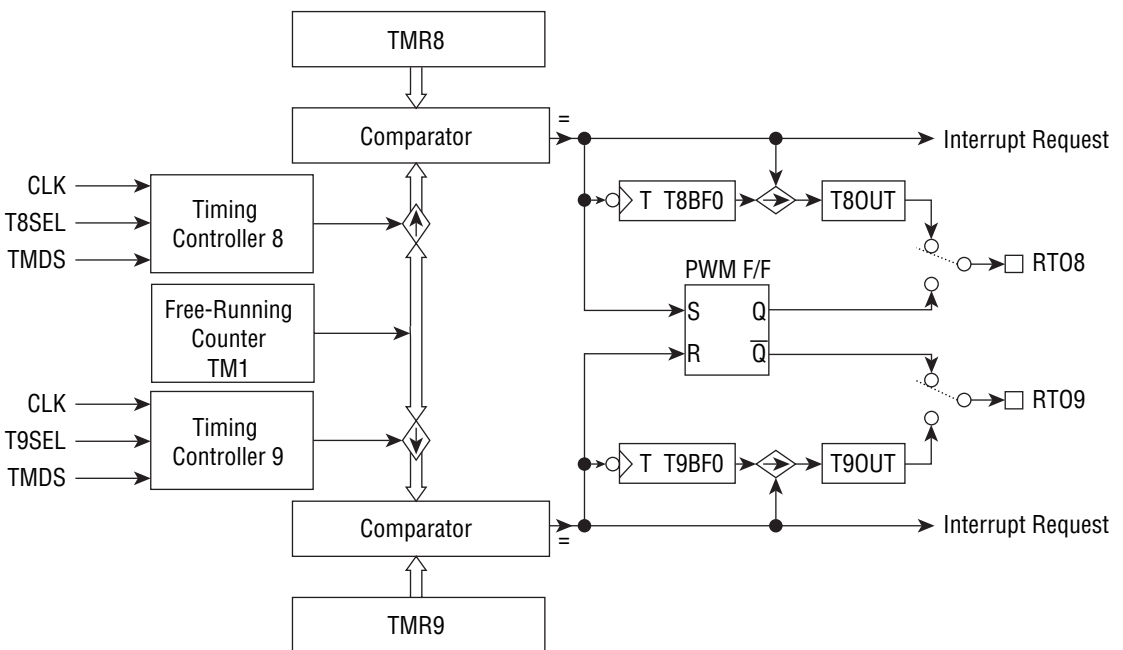 TMR8
Comparator
=
Interrupt Request
CLK
T8SEL
TMDS
Timing
Controller 8
T T8BF0
T8OUT
RTO8
PWM F/F
S Q
R Q
Free-Running
Counter
TM1
CLK
T9SEL
TMDS
Timing
Controller 9
RTO9
T T9BF0
T9OUT
Comparator
=
Interrupt Request
TMR9